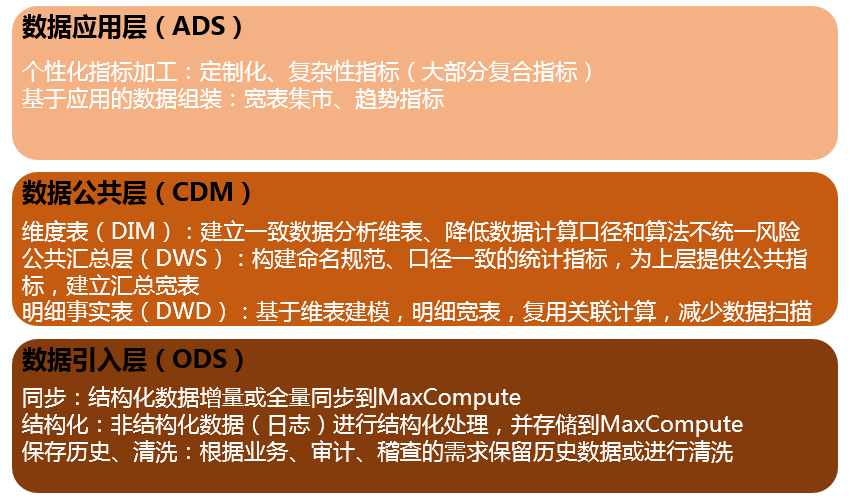 数据应用层（ADS）
个性化指标加工：定制化、复杂性指标（大部分复合指标）
基于应用的数据组装：宽表集市、趋势指标
数据公共层（CDM）
维度表（DIM）：建立一致数据分析维表、降低数据计算口径和算法不统一风险
公共汇总层（DWS）：构建命名规范、口径一致的统计指标，为上层提供公共指
标，建立汇总宽表
明细事实表（DWD）：基于维表建模，明细宽表，复用关联计算，减少数据扫描
数据引入层（ODS）
同步：结构化数据增量或全量同步到MaxCompute
结构化：非结构化数据（日志）进行结构化处理，并存储到MaxCompute
保存历史、清洗：根据业务、审计、稽查的需求保留历史数据或进行清洗